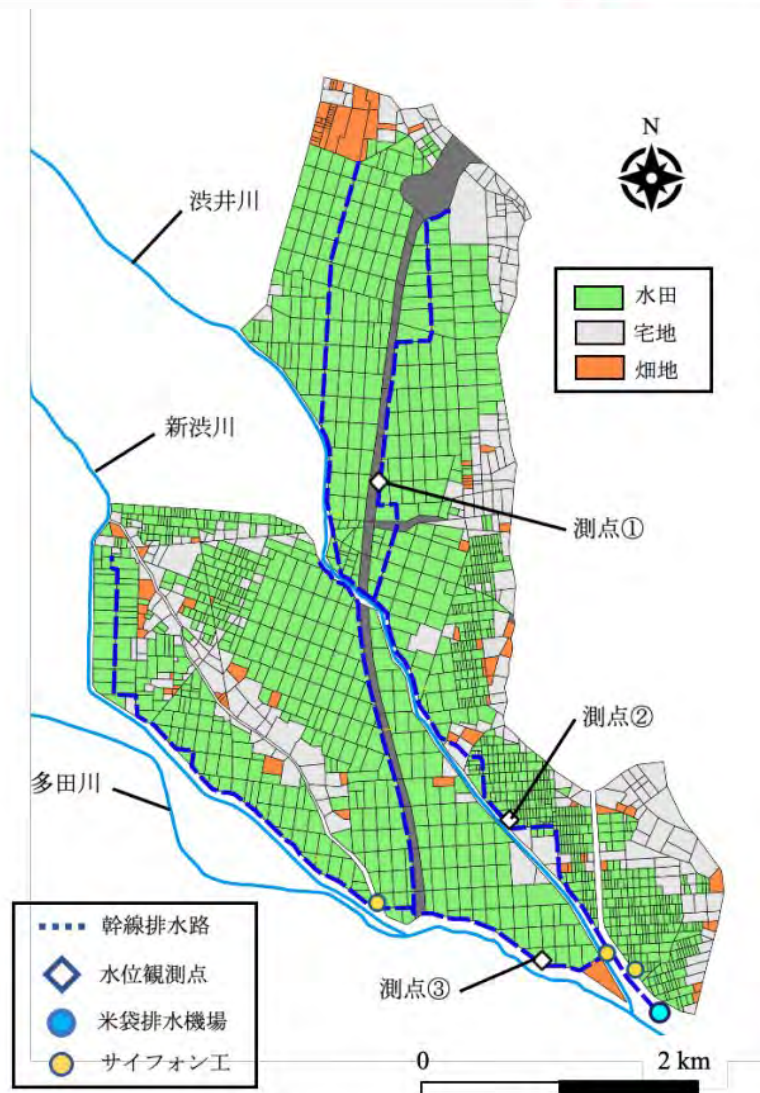 N
渋井川
水田
宅地
畑地
新渋川
測点①
測点②
多田川
幹線排水路
水位観測点
測点③
米袋排水機場
サイフォン工
0
2 km